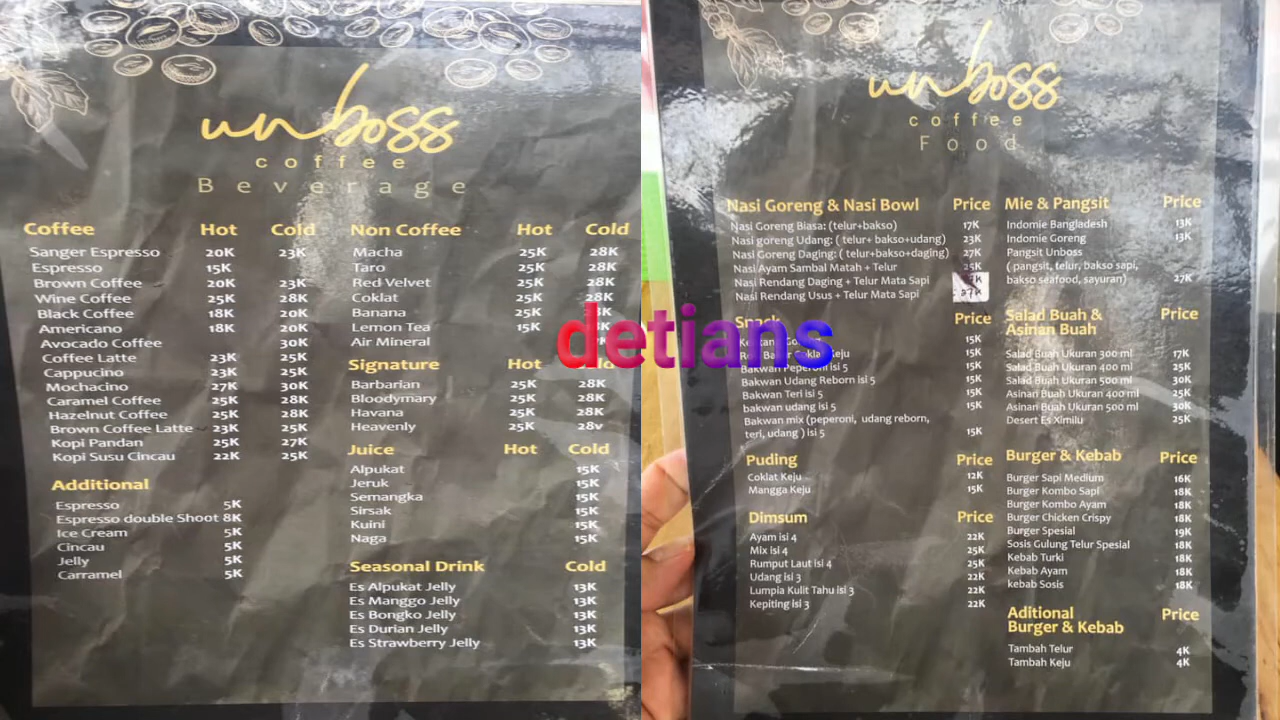 unboss
coffee
Beverage
Coffee Hot Cold
Sanger Espresso 20K 23K
Espresso 15K
Brown Coffee 20K 23K
Wine Coffee 25K 28K
Black Coffee 18K 20K
Americano 18K 20K
Avocado Coffee 30K
Coffee Latte 23K 25K
Cappucino 23K 25K
Mochacino 27K 30K
Caramel Coffee 25K 28K
Hazelnut Coffee 25K 28K
Brown Coffee Latte 23K 25K
Kopi Pandan 25K 27K
Kopi Susu Cincau 22K 25K
Additional
Espresso 5K
Espresso double Shoot 8K
Ice Cream 5K
Cincau 5K
Jelly 5K
Carramel 5K
Non Coffee Hot Cold
Macha 25K 28K
Taro 25K 28K
Red Velvet 25K 28K
Coklat 25K 28K
Banana 25K
Lemon Tea 15K
Air Mineral
Signature Hot Cold
Barbarian 25K 28K
Bloodymary 25K 28K
Havana 25K 28K
Heavenly 25K 28v
Juice Hot Cold
Alpukat 15K
Jeruk 15K
Semangka 15K
Sirsak 15K
Kuini 15K
Naga 15K
Seasonal Drink Cold
Es Alpukat Jelly 13K
Es Manggo Jelly 13K
Es Bongko Jelly 13K
Es Durian Jelly 13K
Es Strawberry Jelly 13K
detians
unboss
coffee
Food
Nasi Goreng & Nasi Bowl Price
Nasi Goreng Biasa: (telur+bakso) 17K
Nasi goreng Udang: ( telur+ bakso+udang) 23K
Nasi Goreng Daging: ( telur+bakso+daging) 27K
Nasi Ayam Sambal Matah + Telur 25K
Nasi Rendang Daging + Telur Mata Sapi
Nasi Rendang Usus + Telur Mata Sapi 27K
Snack Price
15K
Coklat Keju 15K
Bakwan Peperoni isi 5 15K
Bakwan Udang Reborn isi 5 15K
Bakwan Teri isi 5 15K
bakwan udang isi 5 15K
Bakwan mix (peperoni, udang reborn,
teri, udang ) isi 5 15K
Puding Price
Coklat Keju 12K
Mangga Keju 15K
Dimsum Price
Ayam isi 4 22K
Mix isi 4 25K
Rumput Laut isi 4 25K
Udang isi 3 22K
Lumpia Kulit Tahu isi 3 22K
Kepiting isi 3 22K
Mie & Pangsit Price
Indomie Bangladesh 13K
Indomie Goreng 13K
Pangsit Unboss
( pangsit, telur, bakso sapi,
bakso seafood, sayuran) 27K
Salad Buah & Price
Asinan Buah
Salad Buah Ukuran 300 ml 17K
Salad Buah Ukuran 400 ml 25K
Salad Buah Ukuran 500 ml 30K
Asinan Buah Ukuran 400 ml 25K
Asinan Buah Ukuran 500 ml 30K
Desert Es Ximilu 25K
Burger & Kebab Price
Burger Sapi Medium 16K
Burger Kombo Sapi 18K
Burger Kombo Ayam 18K
Burger Chicken Crispy 18K
Burger Spesial 19K
Sosis Gulung Telur Spesial 18K
Kebab Turki 18K
Kebab Ayam 18K
kebab Sosis 18K
Aditional Price
Burger & Kebab
Tambah Telur 4K
Tambah Keju 4K